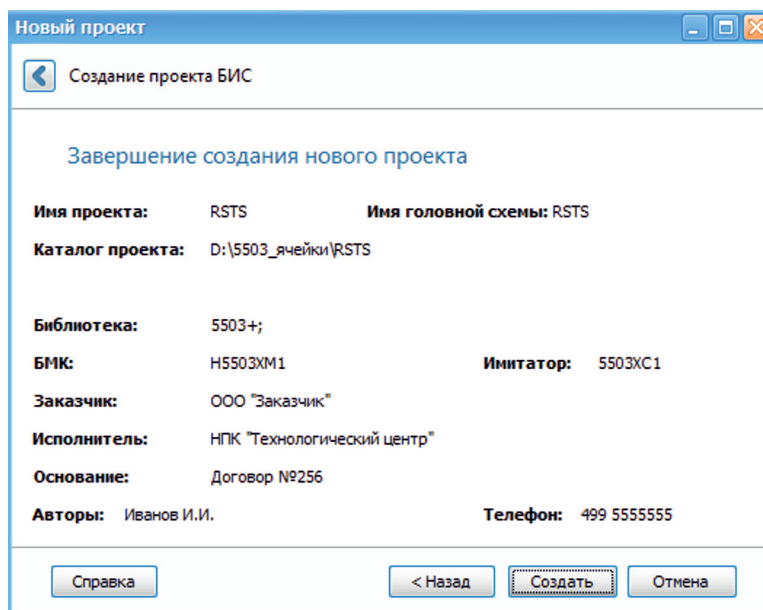 Новый проект
Создание проекта БИС
Завершение создания нового проекта
Имя проекта: RSTS Имя головной схемы: RSTS
Каталог проекта: D:\5503_ячейки\RSTS
Библиотека: 5503+;
БМК: Н5503ХМ1 Имитатор: 5503ХС1
Заказчик: ООО "Заказчик"
Исполнитель: НПК "Технологический центр"
Основание: Договор №256
Авторы: Иванов И.И. Телефон: 499 5555555
Справка < Назад Создать Отмена